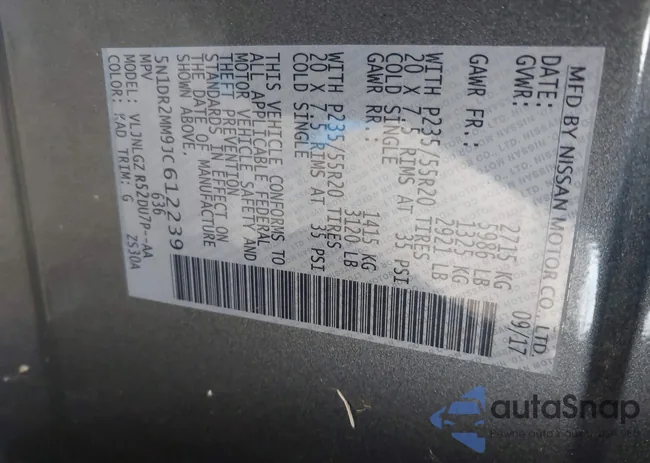 MFD BY NISSAN MOTOR CO., LTD.
DATE: 09/17
GVWR: 2715 KG
5986 LB
GAWR FR.: 1325 KG
2921 LB
WITH P235/55R20 TIRES
20 X 7.5 RIMS AT 35 PSI
COLD SINGLE
GAWR RR.: 1415 KG
3120 LB
WITH P235/55R20 TIRES
20 X 7.5 RIMS AT 35 PSI
COLD SINGLE
THIS VEHICLE CONFORMS TO
ALL APPLICABLE FEDERAL
MOTOR VEHICLE SAFETY AND
THEFT PREVENTION
STANDARDS IN EFFECT ON
THE DATE OF MANUFACTURE
SHOWN ABOVE.
5N1DR2MM9JC612239
MPV 636
VLJNLGZ R52DU7P--AA
COLOR: KAD TRIM: G ZS30A
autoSnap